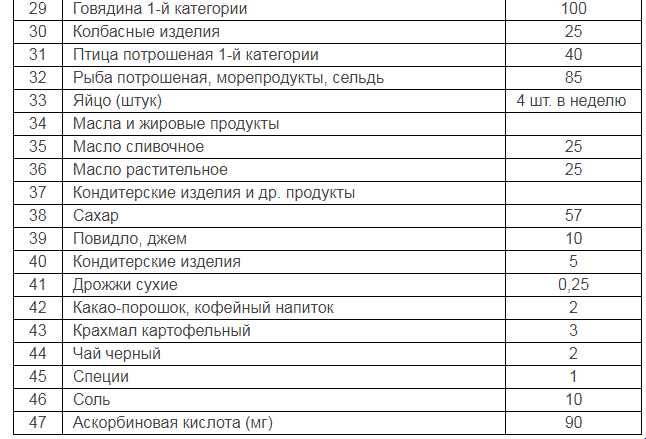 29 Говядина 1-й категории 100
30 Колбасные изделия 25
31 Птица потрошеная 1-й категории 40
32 Рыба потрошеная, морепродукты, сельдь 85
33 Яйцо (штук) 4 шт. в неделю
34 Масла и жировые продукты
35 Масло сливочное 25
36 Масло растительное 25
37 Кондитерские изделия и др. продукты
38 Сахар 57
39 Повидло, джем 10
40 Кондитерские изделия 5
41 Дрожжи сухие 0,25
42 Какао-порошок, кофейный напиток 2
43 Крахмал картофельный 3
44 Чай черный 2
45 Специи 1
46 Соль 10
47 Аскорбиновая кислота (мг) 90
.